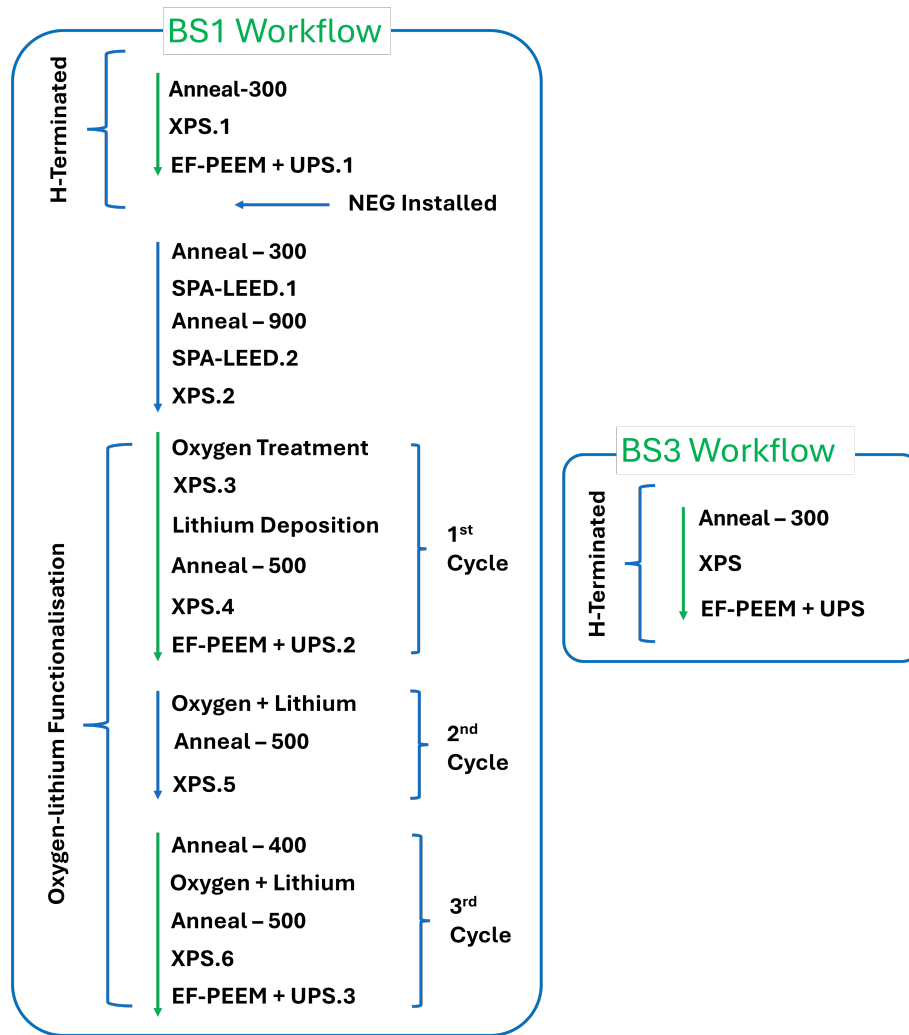 BS1 Workflow
H-Terminated
Anneal-300
XPS.1
EF-PEEM + UPS.1
NEG Installed
Anneal – 300
SPA-LEED.1
Anneal – 900
SPA-LEED.2
XPS.2
Oxygen-lithium Functionalisation
Oxygen Treatment
XPS.3
Lithium Deposition
Anneal – 500
XPS.4
EF-PEEM + UPS.2
1st
Cycle
Oxygen + Lithium
Anneal – 500
XPS.5
2nd
Cycle
Anneal – 400
Oxygen + Lithium
Anneal – 500
XPS.6
EF-PEEM + UPS.3
3rd
Cycle
BS3 Workflow
H-Terminated
Anneal – 300
XPS
EF-PEEM + UPS